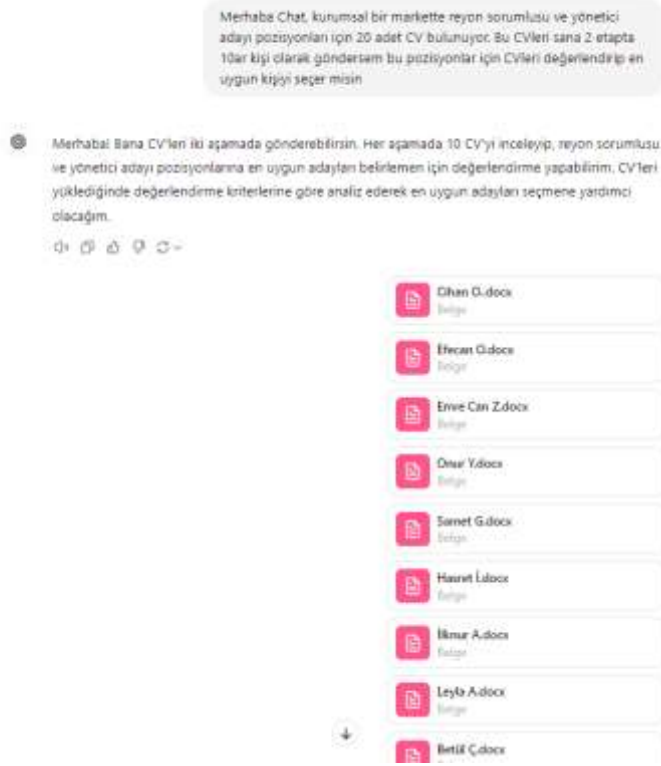 Merhaba Chat, kurumsal bir markette reyon sorumlusu ve yönetici
adayı pozisyonları için 20 adet CV bulunuyor. Bu CVleri sana 2 etapta
10ar kişi olarak göndersem bu pozisyonlar için CVleri değerlendirip en
uygun kişiyi seçer misin
Merhaba! Bana CV'leri iki aşamada gönderebilirsin. Her aşamada 10 CV'yi inceleyip, reyon sorumlusu
ve yönetici adayı pozisyonlarına en uygun adayları belirlemen için değerlendirme yapabilirim. CV'leri
yüklediğinde değerlendirme kriterlerine göre analiz ederek en uygun adayları seçmene yardımcı
olacağım.
Cihan O..docx
Belge
Efecan O.docx
Belge
Emre Can Z.docx
Belge
Onur Y.docx
Belge
Samet G.docx
Belge
Hasret İ.docx
Belge
İlknur A.docx
Belge
Leyla A.docx
Belge
Betül Ç.docx